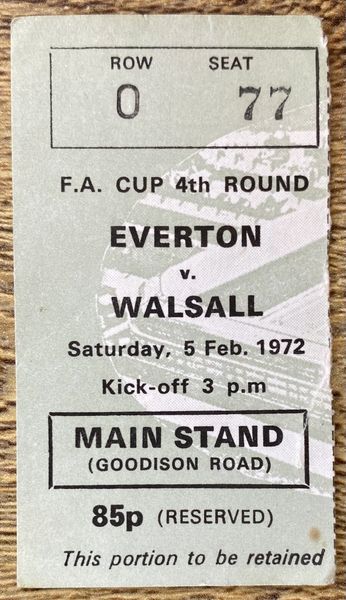 ROW SEAT
O 77
F.A. CUP 4th ROUND
EVERTON
v.
WALSALL
Saturday, 5 Feb. 1972
Kick-off 3 p.m
MAIN STAND
(GOODISON ROAD)
85p (RESERVED)
This portion to be retained